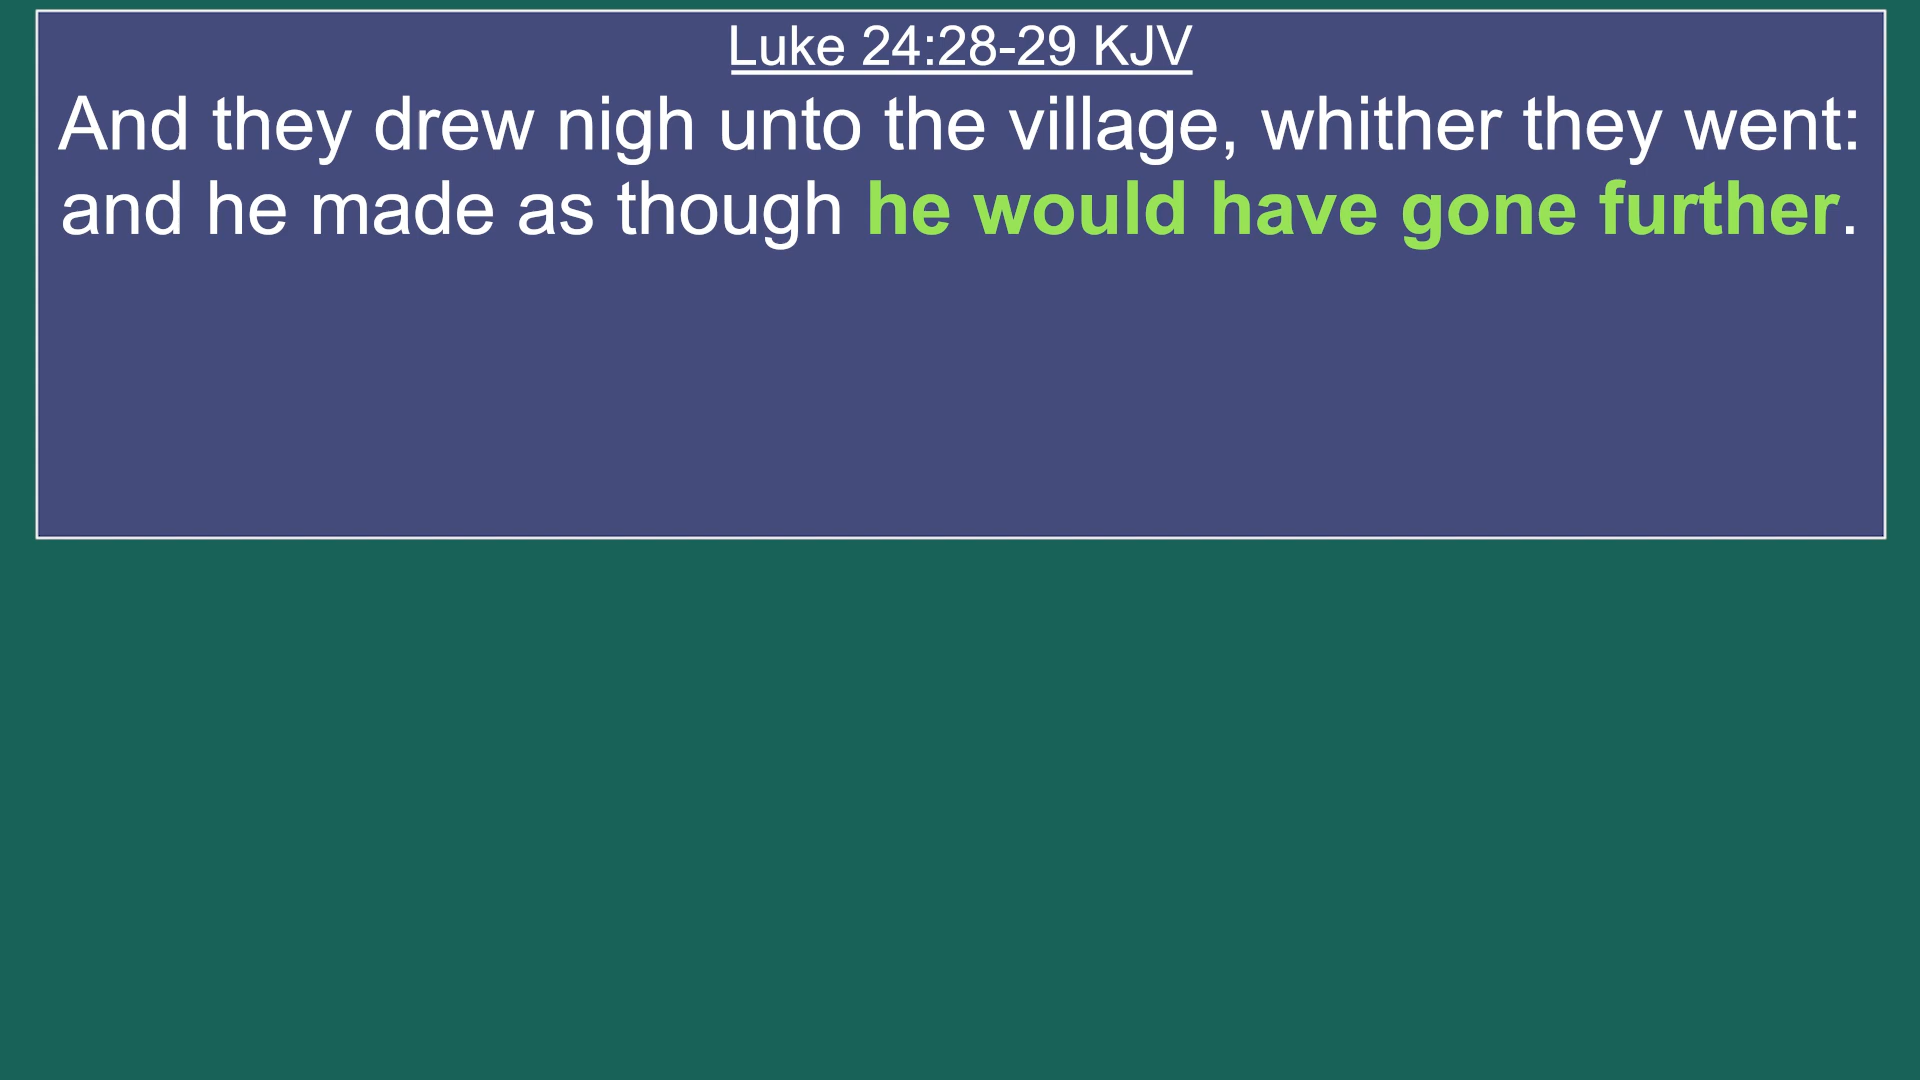 Luke 24:28-29 KJV
And they drew nigh unto the village, whither they went:
and he made as though he would have gone further.